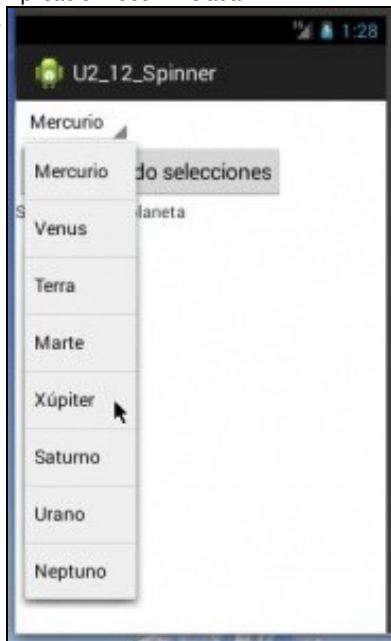 1:28
U2_12_Spinner
Mercurio
Mercurio
do selecciones
laneta
Venus
Terra
Marte
Xúpiter
Saturno
Urano
Neptuno